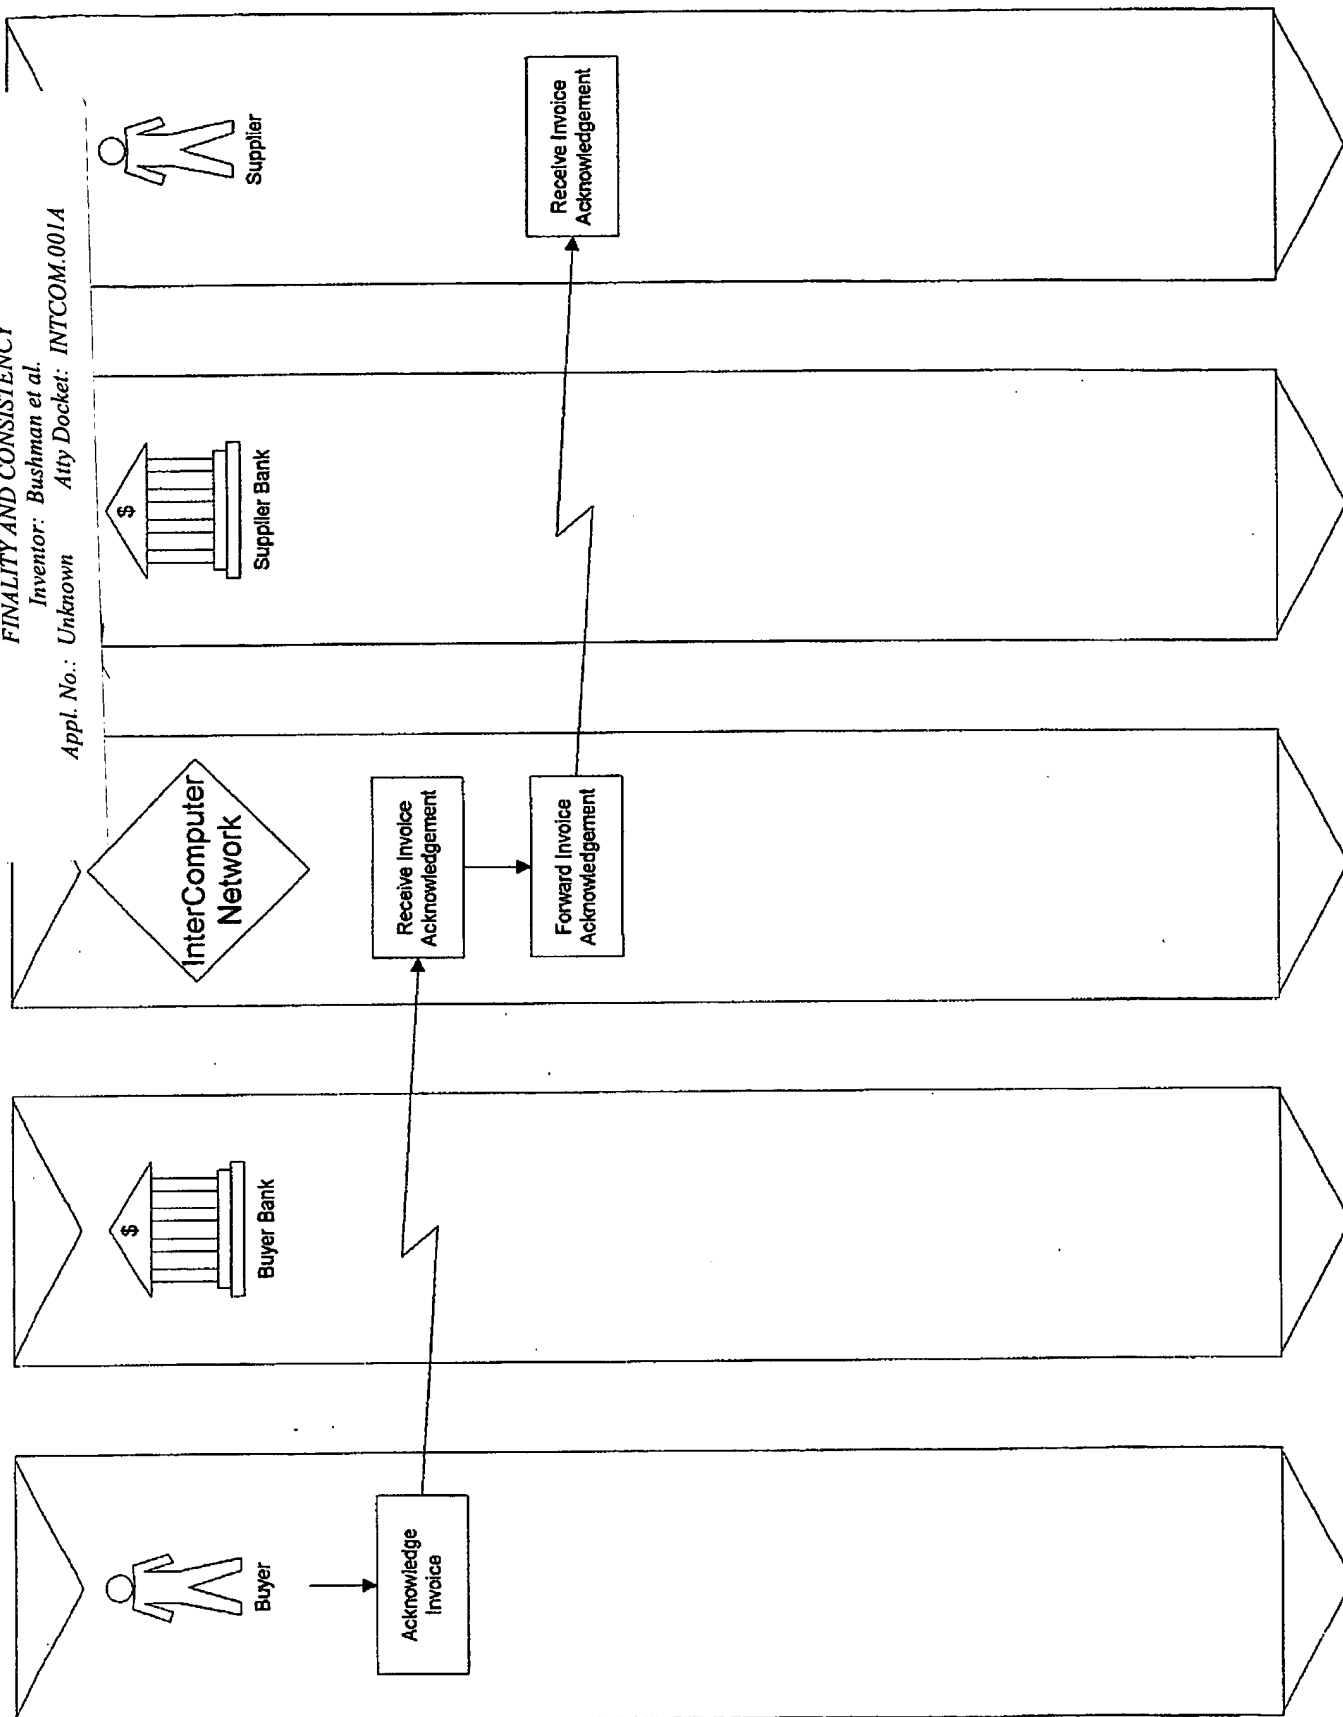 FINALITY AND CONSISTENCY
Inventor: Bushman et al.
Appl. No.: Unknown Atty Docket: INTCOM.001A
Buyer
$
Buyer Bank
InterComputer
Network
$
Supplier Bank
Supplier
Acknowledge
Invoice
Receive Invoice
Acknowledgement
Forward Invoice
Acknowledgement
Receive Invoice
Acknowledgement